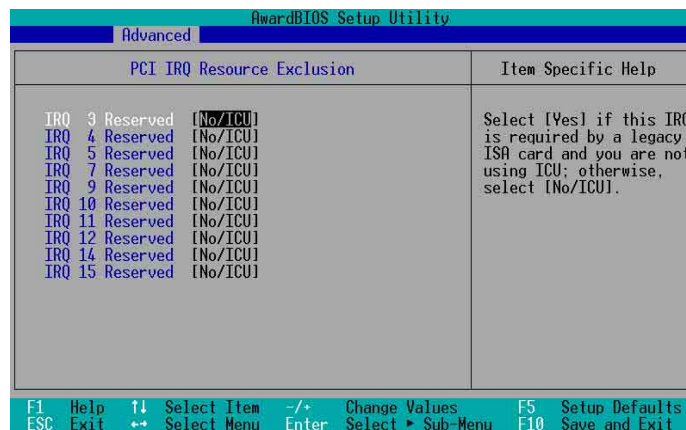 AwardBIOS Setup Utility
Advanced
PCI IRQ Resource Exclusion
Item Specific Help
IRQ 3 Reserved [No/ICU]
IRQ 4 Reserved [No/ICU]
IRQ 5 Reserved [No/ICU]
IRQ 7 Reserved [No/ICU]
IRQ 9 Reserved [No/ICU]
IRQ 10 Reserved [No/ICU]
IRQ 11 Reserved [No/ICU]
IRQ 12 Reserved [No/ICU]
IRQ 14 Reserved [No/ICU]
IRQ 15 Reserved [No/ICU]
Select [Yes] if this IRQ
is required by a legacy
ISA card and you are not
using ICU; otherwise,
select [No/ICU].
F1 Help ↑↓ Select Item -/+ Change Values F5 Setup Defaults
ESC Exit ←→ Select Menu Enter Select ► Sub-Menu F10 Save and Exit